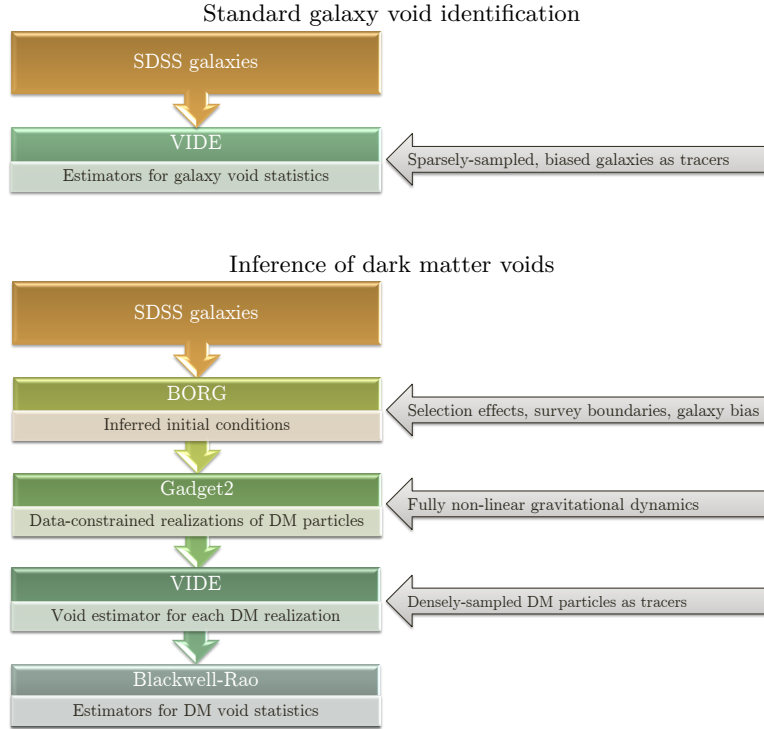 Standard galaxy void identification
SDSS galaxies
VIDE
Estimators for galaxy void statistics
Sparsely-sampled, biased galaxies as tracers
Inference of dark matter voids
SDSS galaxies
BORG
Inferred initial conditions
Selection effects, survey boundaries, galaxy bias
Gadget2
Data-constrained realizations of DM particles
Fully non-linear gravitational dynamics
VIDE
Void estimator for each DM realization
Densely-sampled DM particles as tracers
Blackwell-Rao
Estimators for DM void statistics